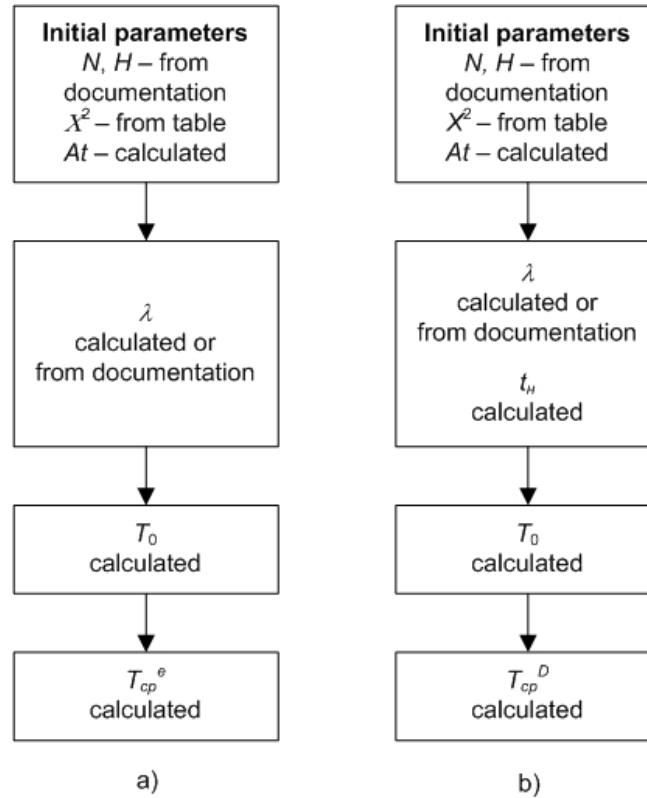 Initial parameters
N, H – from
documentation
X² – from table
At – calculated
λ
calculated or
from documentation
T₀
calculated
T_cp^e
calculated
a)
Initial parameters
N, H – from
documentation
X² – from table
At – calculated
λ
calculated or
from documentation
t_н
calculated
T₀
calculated
T_cp^D
calculated
b)